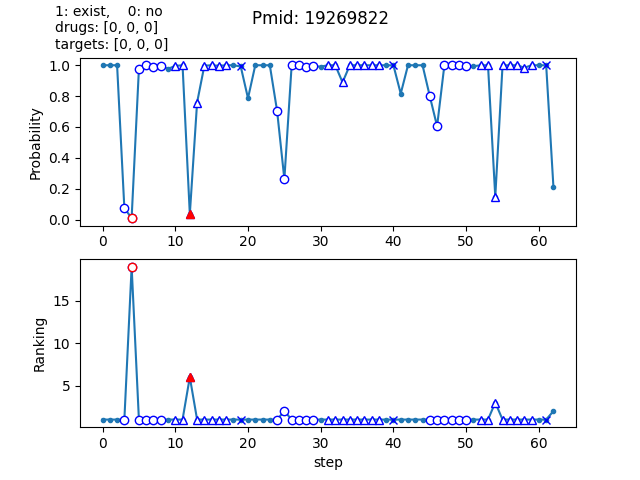 1: exist,    0: no
drugs: [0, 0, 0]
targets: [0, 0, 0]
Pmid: 19269822
1.0
0.8
0.6
0.4
0.2
0.0
Probability
0 10 20 30 40 50 60
15
10
5
Ranking
0 10 20 30 40 50 60
step